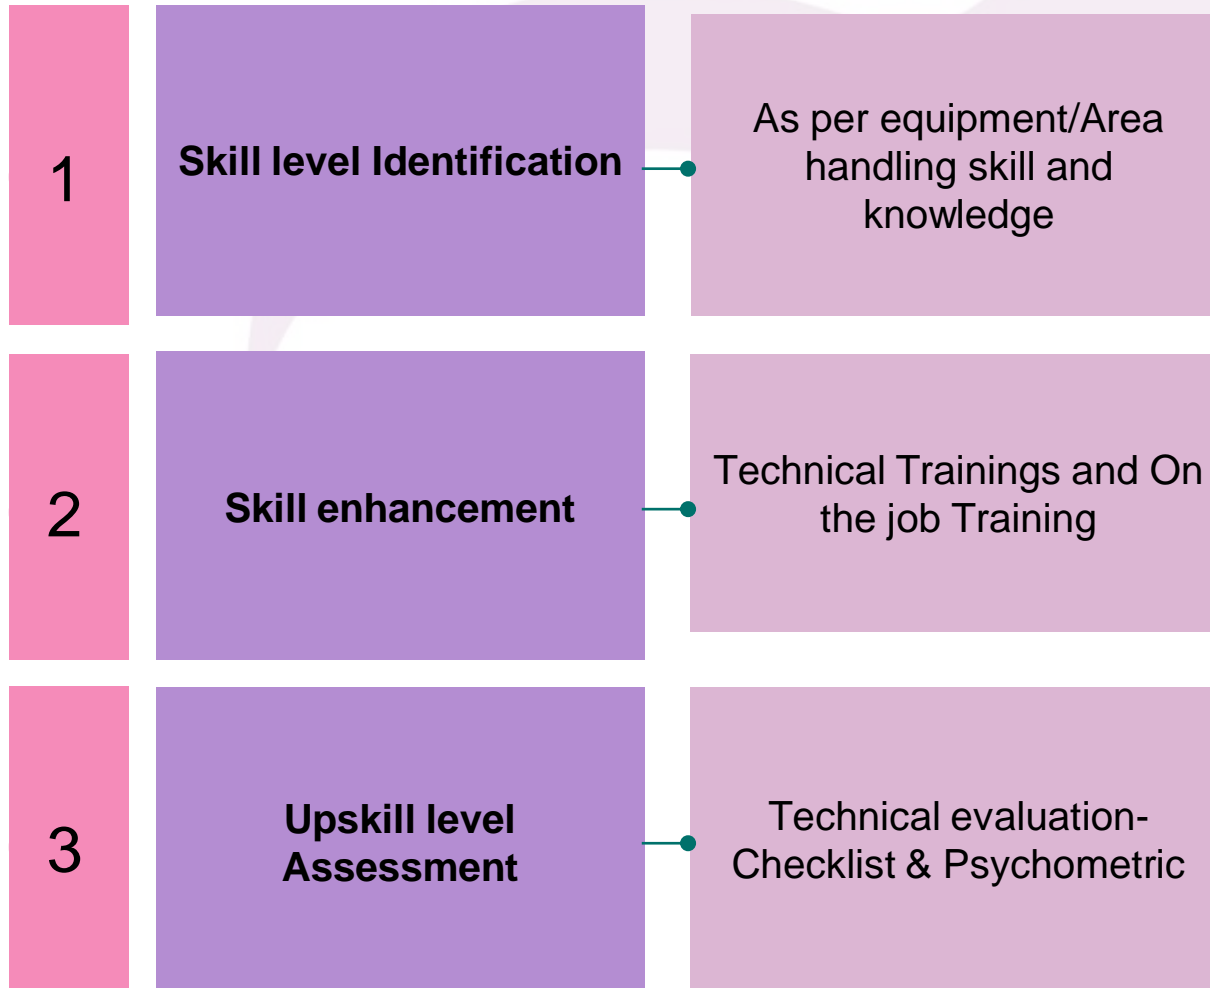 1
Skill level Identification
As per equipment/Area
handling skill and
knowledge
2
Skill enhancement
Technical Trainings and On
the job Training
3
Upskill level
Assessment
Technical evaluation-
Checklist & Psychometric